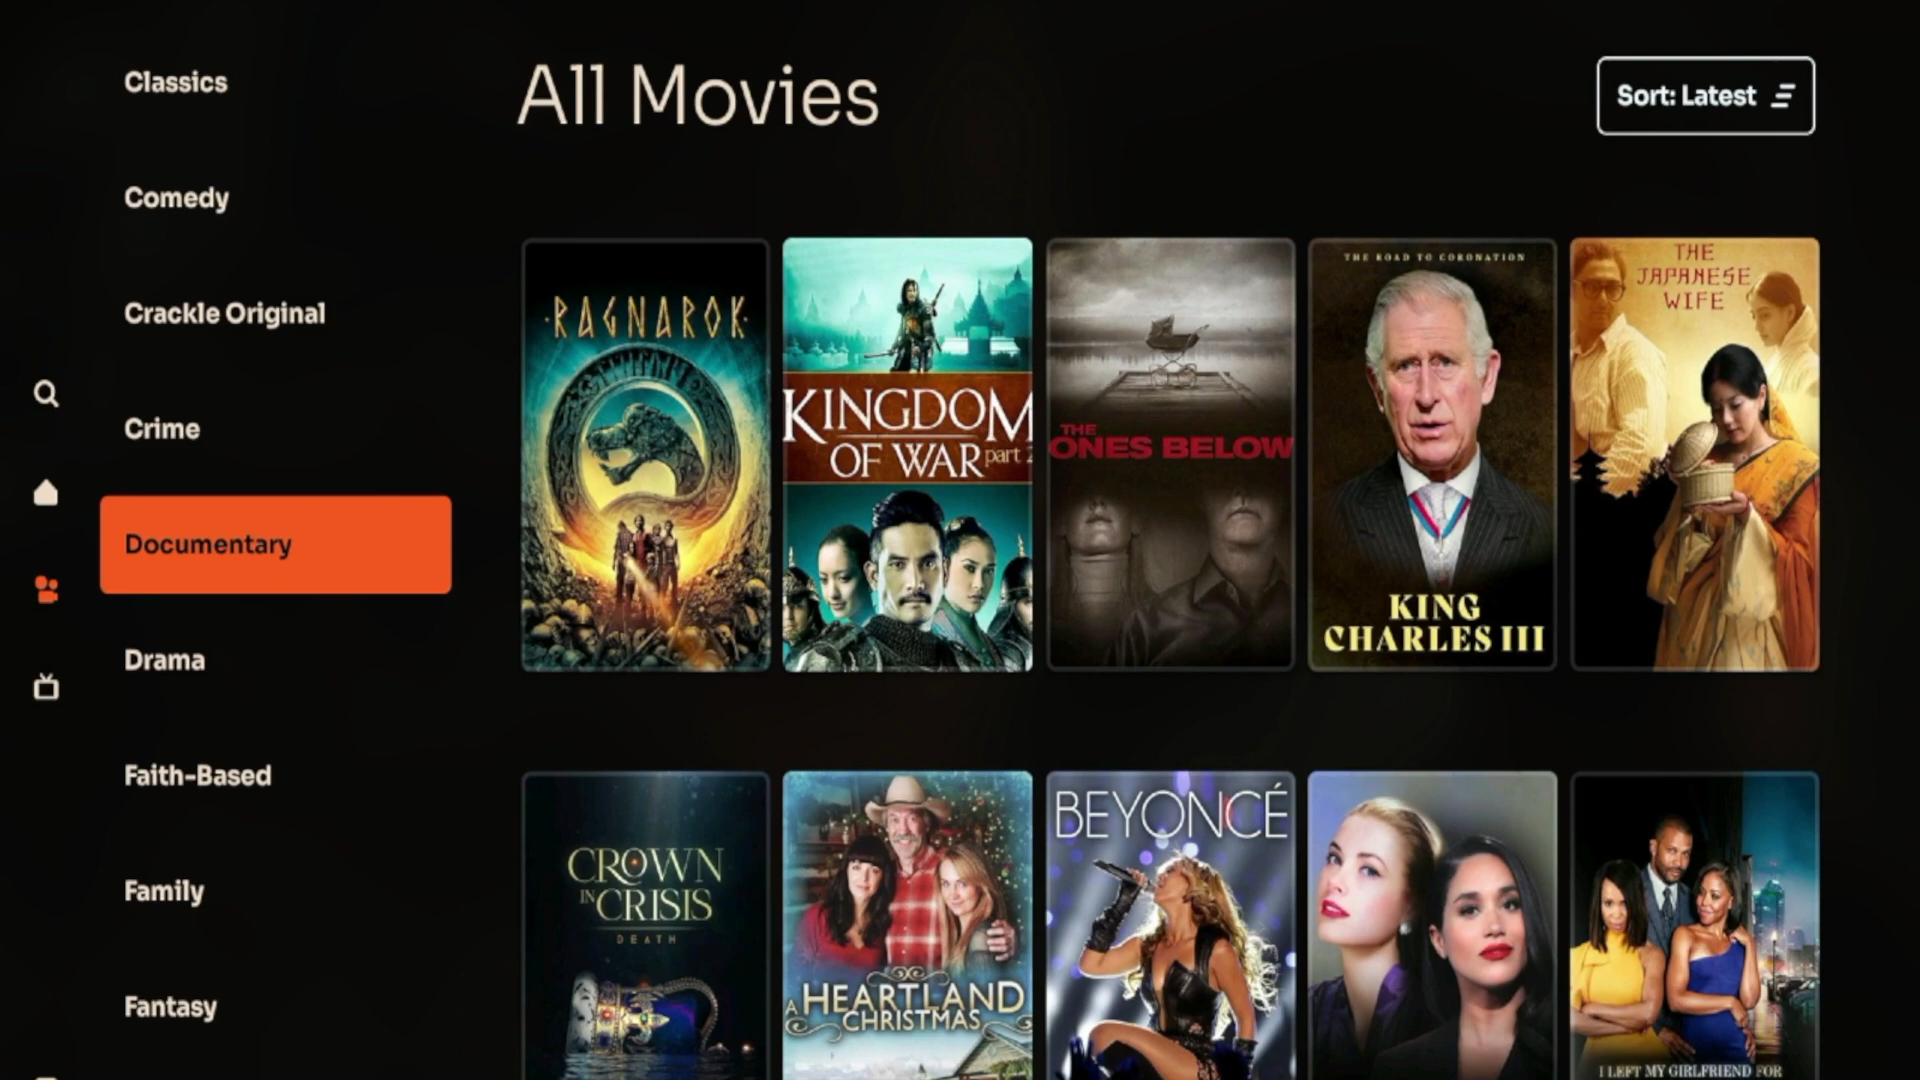 Classics
Comedy
Crackle Original
Crime
Documentary
Drama
Faith-Based
Family
Fantasy
All Movies
Sort: Latest
·RAGNAROK·
KINGDOM
OF WAR part 2
THE
ONES BELOW
THE ROAD TO CORONATION
KING
CHARLES III
THE
JAPANESE
WIFE
CROWN
IN CRISIS
DEATH
A HEARTLAND
CHRISTMAS
BEYONCÉ
I LEFT MY GIRLFRIEND FOR